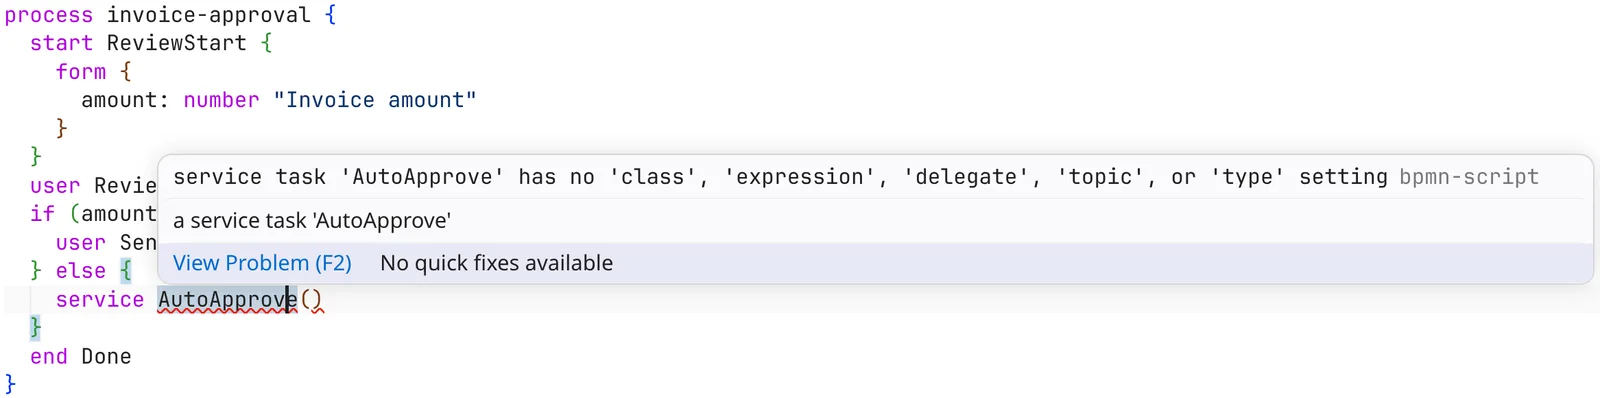 process invoice-approval {
start ReviewStart {
form {
amount: number "Invoice amount"
}
}
service task 'AutoApprove' has no 'class', 'expression', 'delegate', 'topic', or 'type' setting bpmn-script
user Revie
a service task 'AutoApprove'
if (amount
user Sen
View Problem (F2) No quick fixes available
} else {
service AutoApprove()
}
end Done
}